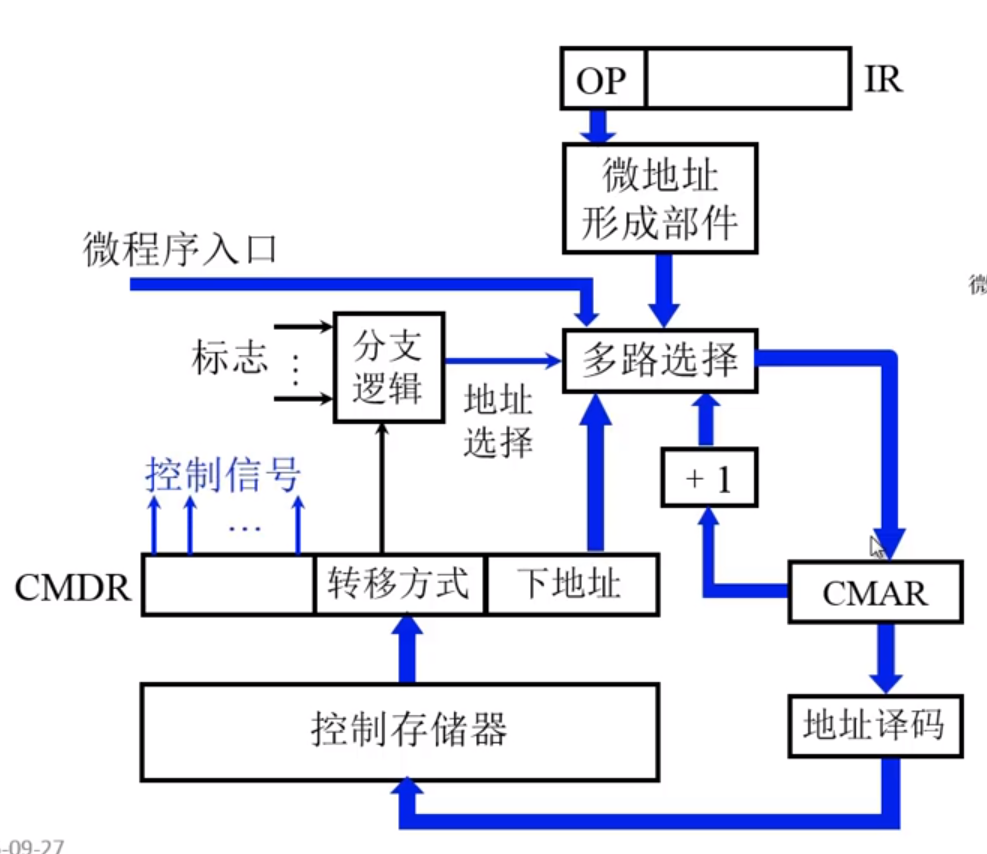 OP
IR
微地址
形成部件
微程序入口
微
标志
⋮
分支
逻辑
多路选择
地址
选择
控制信号
…
+ 1
CMDR
转移方式
下地址
CMAR
控制存储器
地址译码
-09-27